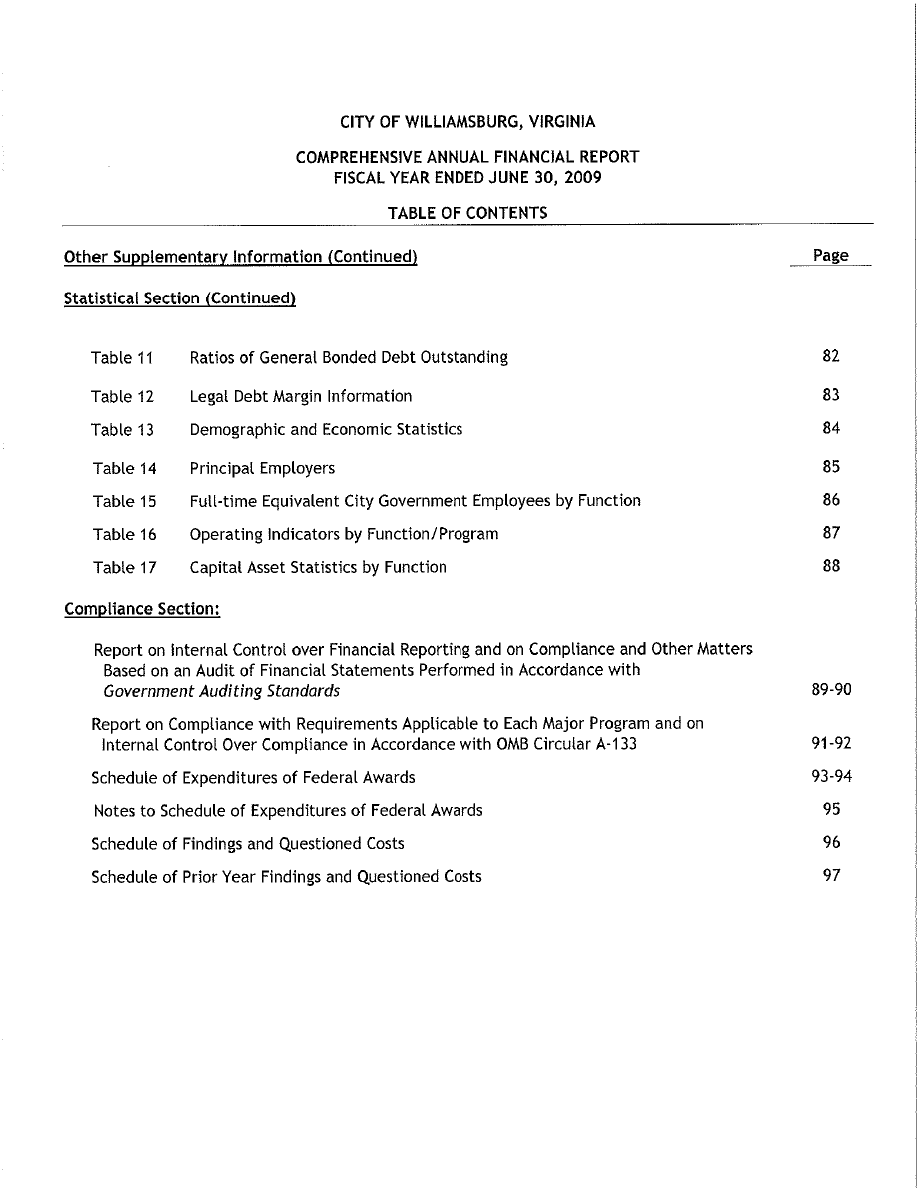 CITY OF WILLIAMSBURG, VIRGINIA
COMPREHENSIVE ANNUAL FINANCIAL REPORT
FISCAL YEAR ENDED JUNE 30, 2009
TABLE OF CONTENTS
Other Supplementary Information (Continued) Page
Statistical Section (Continued)
Table 11 Ratios of General Bonded Debt Outstanding 82
Table 12 Legal Debt Margin Information 83
Table 13 Demographic and Economic Statistics 84
Table 14 Principal Employers 85
Table 15 Full-time Equivalent City Government Employees by Function 86
Table 16 Operating Indicators by Function/Program 87
Table 17 Capital Asset Statistics by Function 88
Compliance Section:
Report on Internal Control over Financial Reporting and on Compliance and Other Matters
Based on an Audit of Financial Statements Performed in Accordance with
Government Auditing Standards 89-90
Report on Compliance with Requirements Applicable to Each Major Program and on
Internal Control Over Compliance in Accordance with OMB Circular A-133 91-92
Schedule of Expenditures of Federal Awards 93-94
Notes to Schedule of Expenditures of Federal Awards 95
Schedule of Findings and Questioned Costs 96
Schedule of Prior Year Findings and Questioned Costs 97